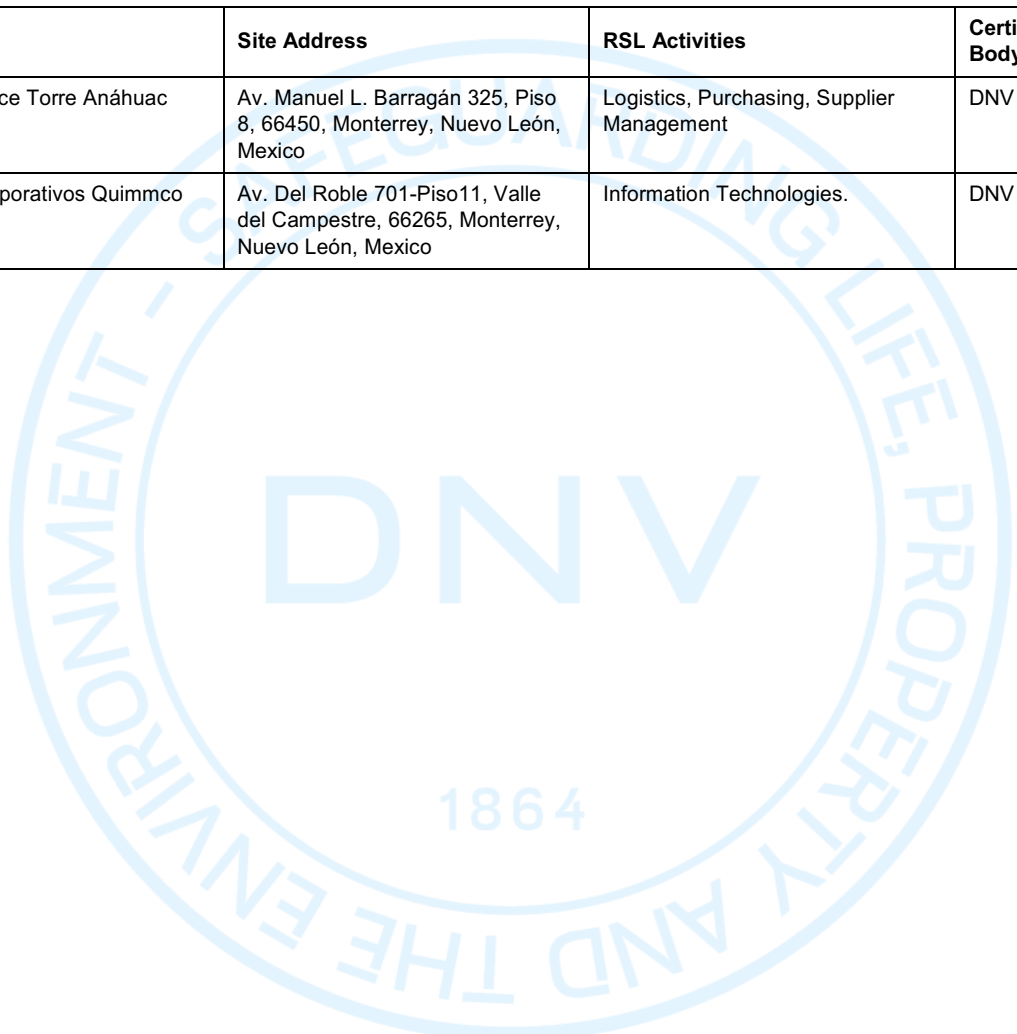 Site Address
RSL Activities
Certi
Body
ce Torre Anáhuac
Av. Manuel L. Barragán 325, Piso
8, 66450, Monterrey, Nuevo León,
Mexico
Logistics, Purchasing, Supplier
Management
DNV
porativos Quimmco
Av. Del Roble 701-Piso11, Valle
del Campestre, 66265, Monterrey,
Nuevo León, Mexico
Information Technologies.
DNV
SAFEGUARDING LIFE, PROPERTY AND THE ENVIRONMENT -
DNV
1864